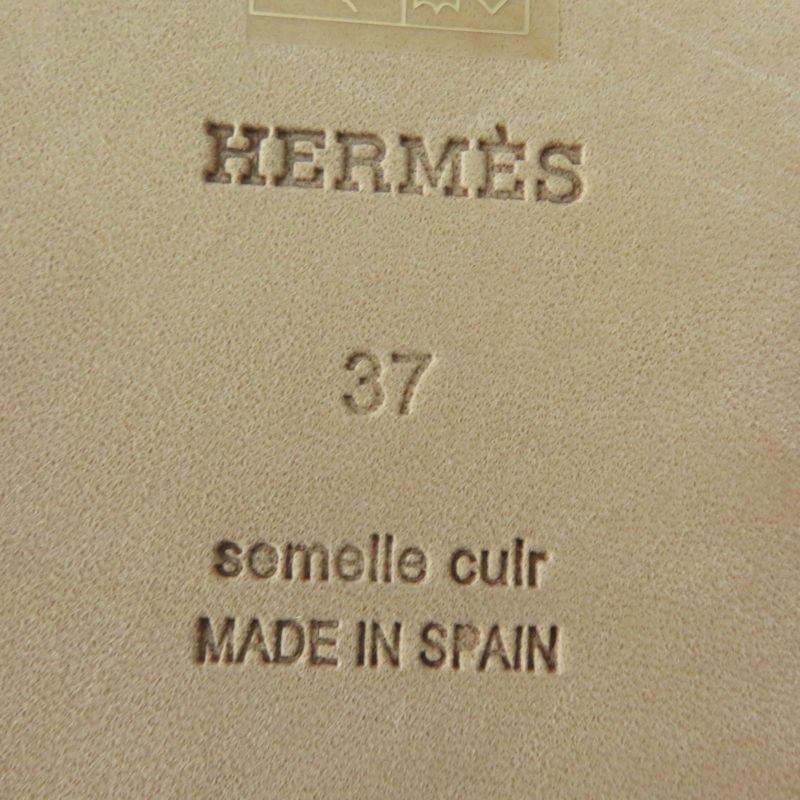 HERMÈS
37
semelle cuir
MADE IN SPAIN